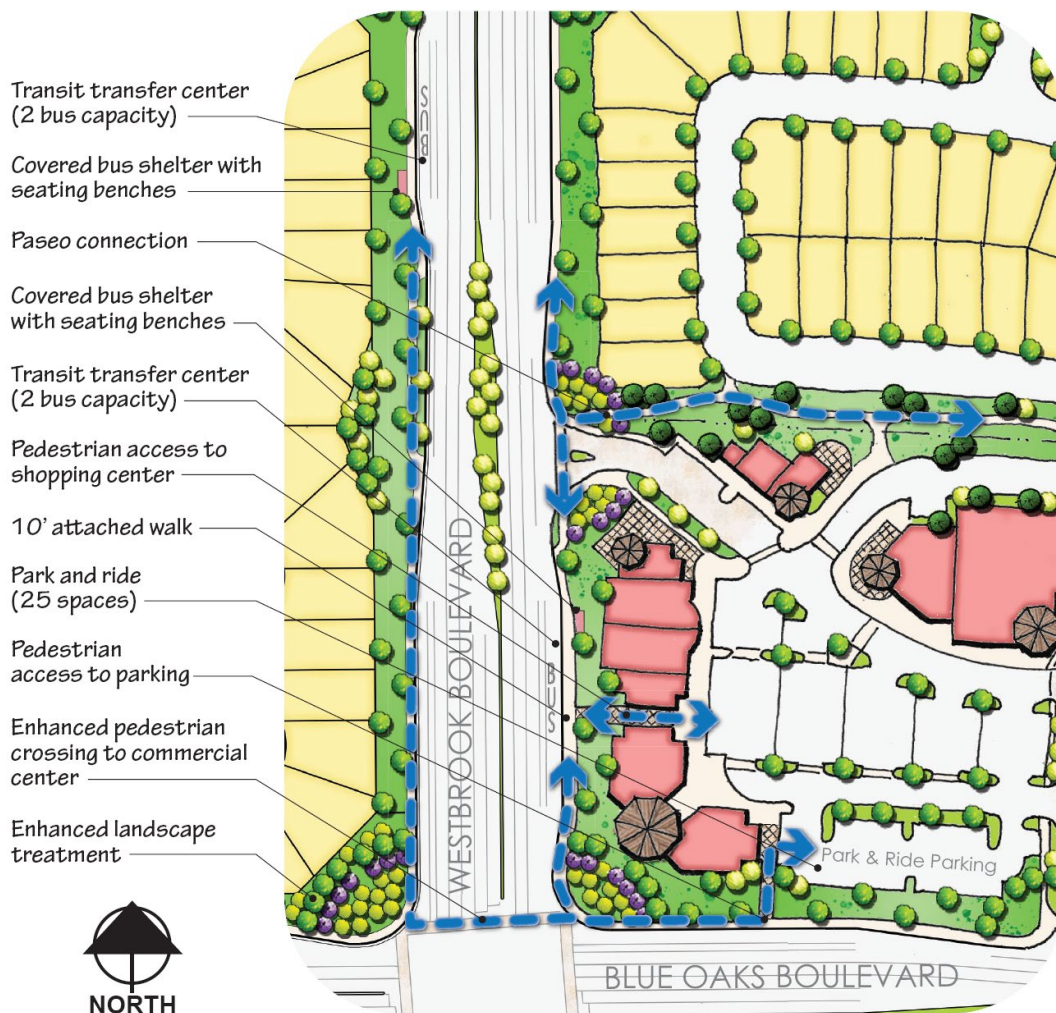 Transit transfer center
(2 bus capacity)
Covered bus shelter with
seating benches
Paseo connection
Covered bus shelter
with seating benches
Transit transfer center
(2 bus capacity)
Pedestrian access to
shopping center
10' attached walk
Park and ride
(25 spaces)
Pedestrian
access to parking
Enhanced pedestrian
crossing to commercial
center
Enhanced landscape
treatment
NORTH
BUS
WESTBROOK BOULEVARD
BUS
Park & Ride Parking
BLUE OAKS BOULEVARD